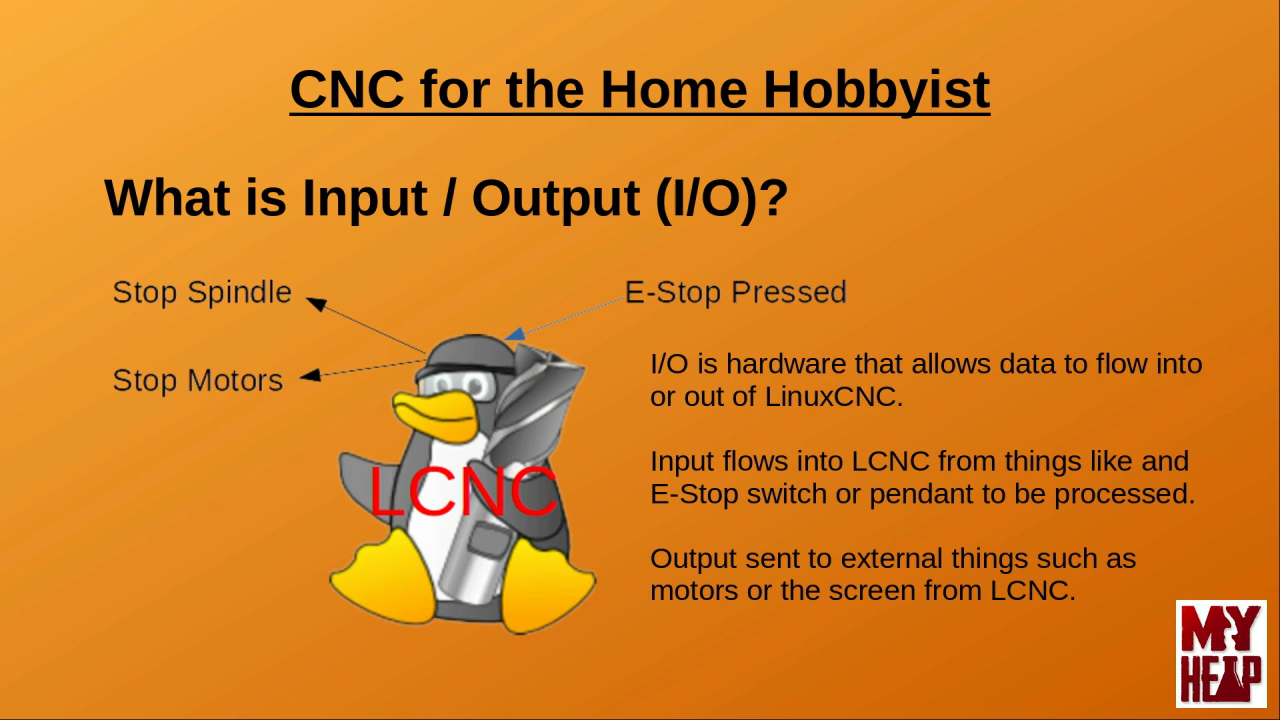 CNC for the Home Hobbyist
What is Input / Output (I/O)?
Stop Spindle
E-Stop Pressed
Stop Motors
I/O is hardware that allows data to flow into
or out of LinuxCNC.
LCNC
Input flows into LCNC from things like and
E-Stop switch or pendant to be processed.
Output sent to external things such as
motors or the screen from LCNC.
MY
HEAP